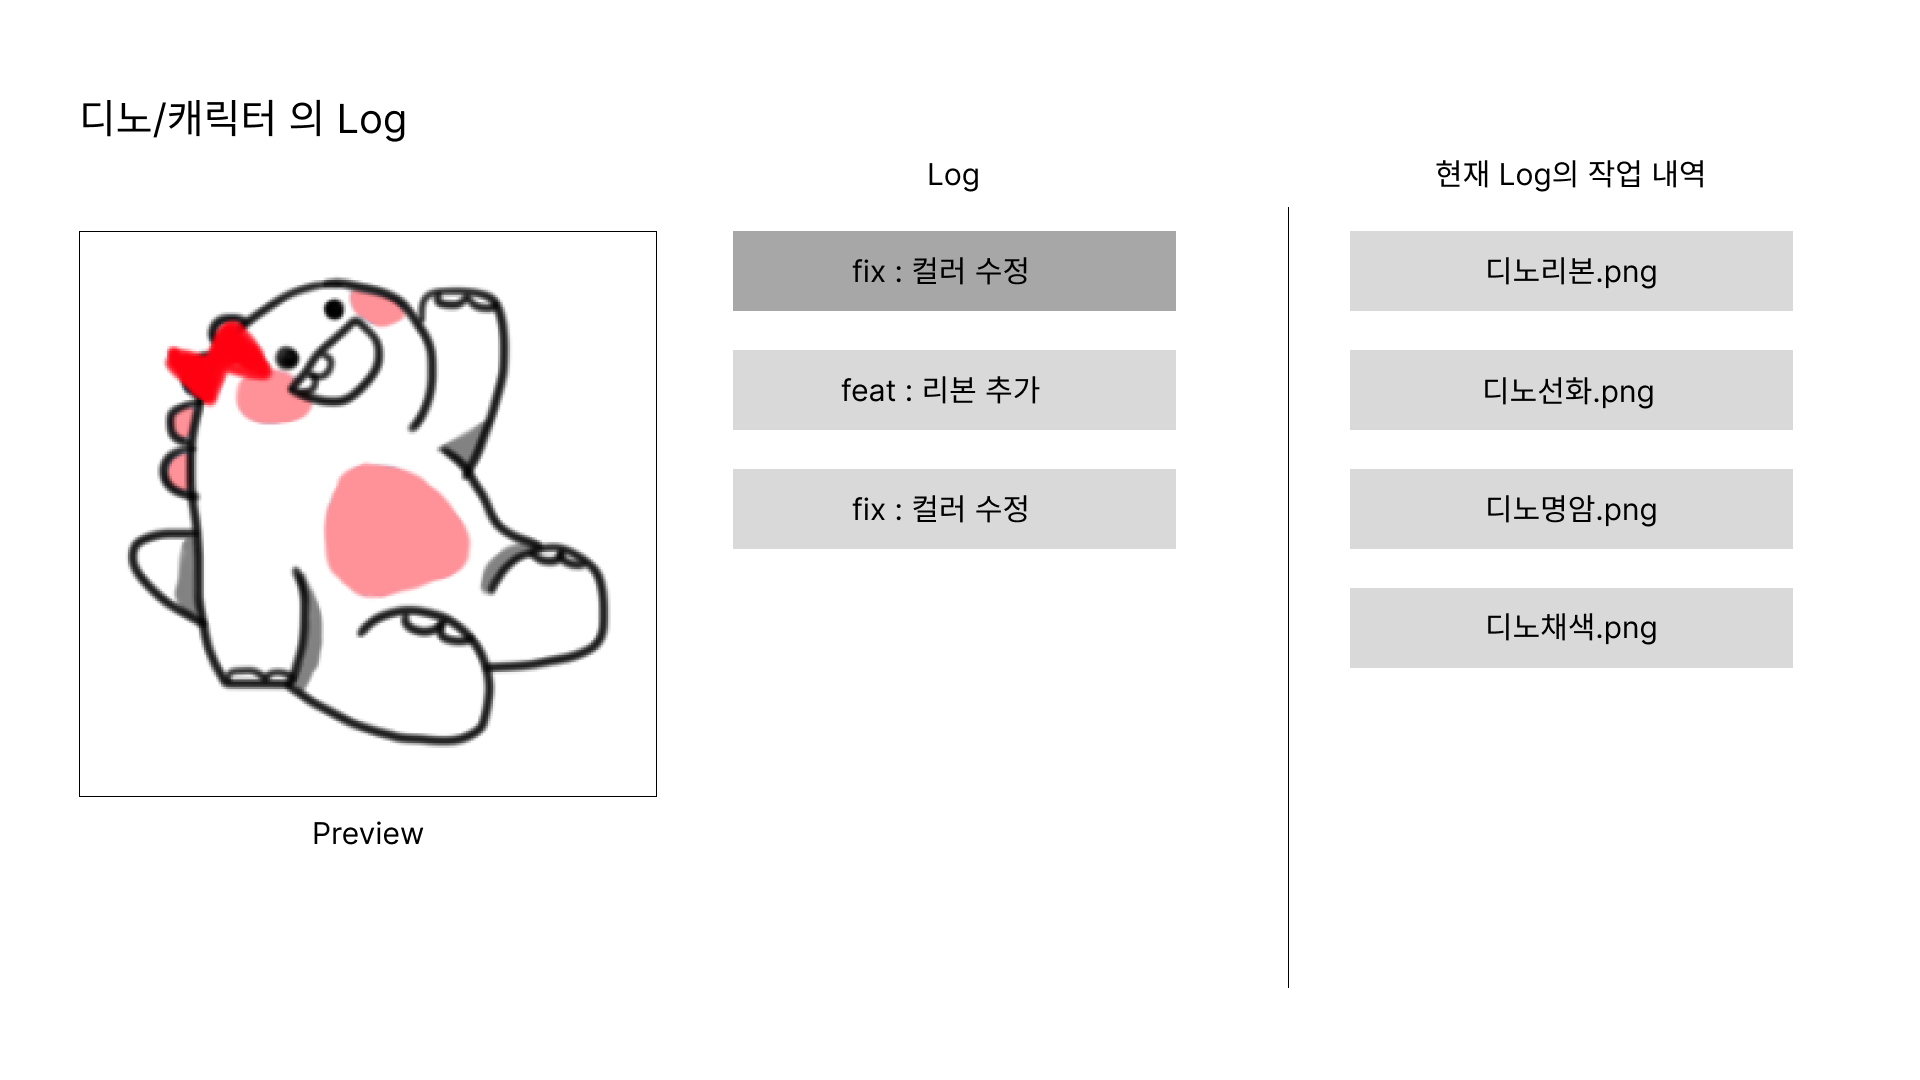 디노/캐릭터 의 Log
Preview
Log
fix : 컬러 수정
feat : 리본 추가
fix : 컬러 수정
현재 Log의 작업 내역
디노리본.png
디노선화.png
디노명암.png
디노채색.png